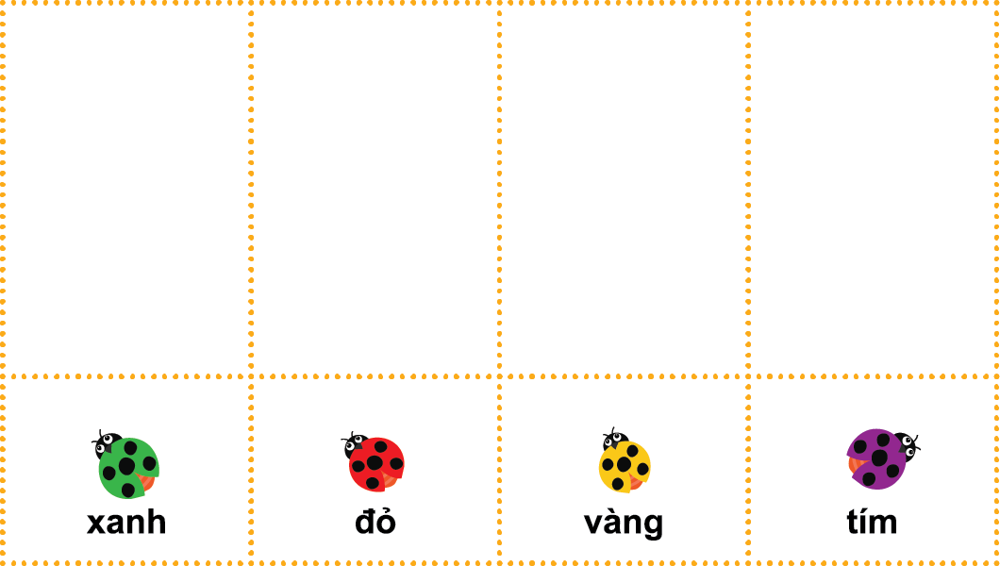 xanh
đỏ
vàng
tím